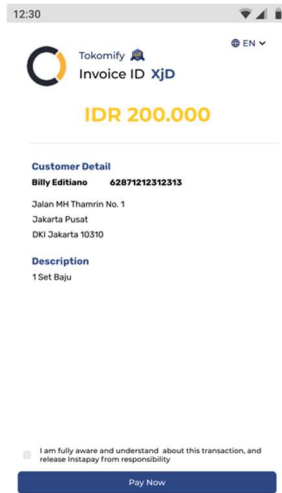 12:30
EN
Tokomify
Invoice ID XjD
IDR 200.000
Customer Detail
Billy Editiano 62871212312313
Jalan MH Thamrin No. 1
Jakarta Pusat
DKI Jakarta 10310
Description
1 Set Baju
I am fully aware and understand about this transaction, and
release Instapay from responsibility
Pay Now